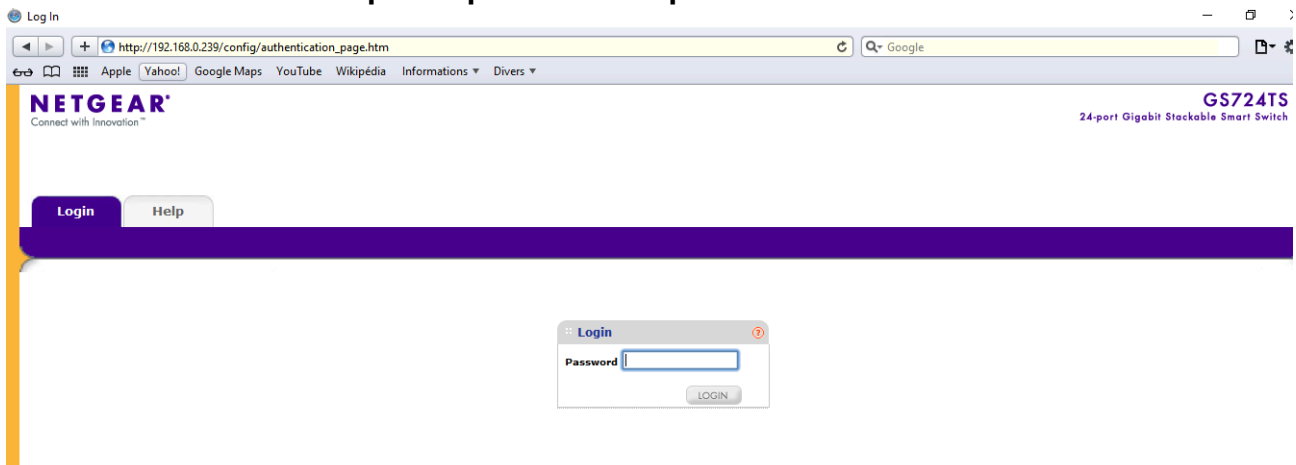 Log In
http://192.168.0.239/config/authentication_page.htm
Google
Apple Yahoo! Google Maps YouTube Wikipédia Informations ▾ Divers ▾
NETGEAR®
Connect with Innovation™
GS724TS
24-port Gigabit Stackable Smart Switch
Login Help
Login
Password
LOGIN